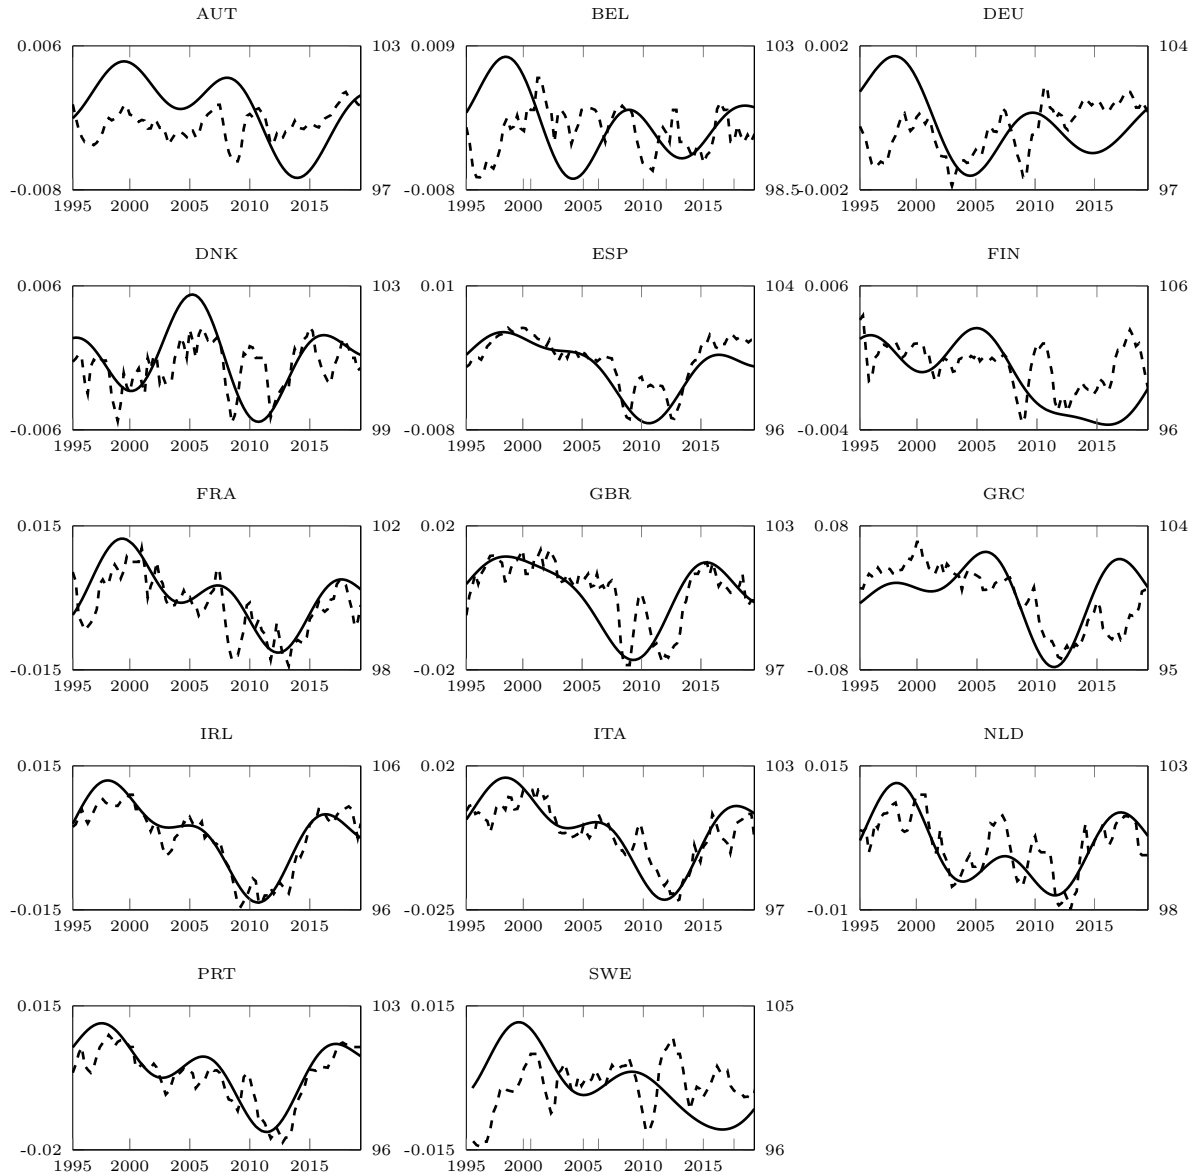 AUT BEL DEU
0.006 103 0.009 103 0.002 104
-0.008 97 -0.008 98.5 -0.002 97
1995 2000 2005 2010 2015 1995 2000 2005 2010 2015 1995 2000 2005 2010 2015
DNK ESP FIN
0.006 103 0.01 104 0.006 106
-0.006 99 -0.008 96 -0.004 96
1995 2000 2005 2010 2015 1995 2000 2005 2010 2015 1995 2000 2005 2010 2015
FRA GBR GRC
0.015 102 0.02 103 0.08 104
-0.015 98 -0.02 97 -0.08 95
1995 2000 2005 2010 2015 1995 2000 2005 2010 2015 1995 2000 2005 2010 2015
IRL ITA NLD
0.015 106 0.02 103 0.015 103
-0.015 96 -0.025 97 -0.01 98
1995 2000 2005 2010 2015 1995 2000 2005 2010 2015 1995 2000 2005 2010 2015
PRT SWE
0.015 103 0.015 105
-0.02 96 -0.015 96
1995 2000 2005 2010 2015 1995 2000 2005 2010 2015